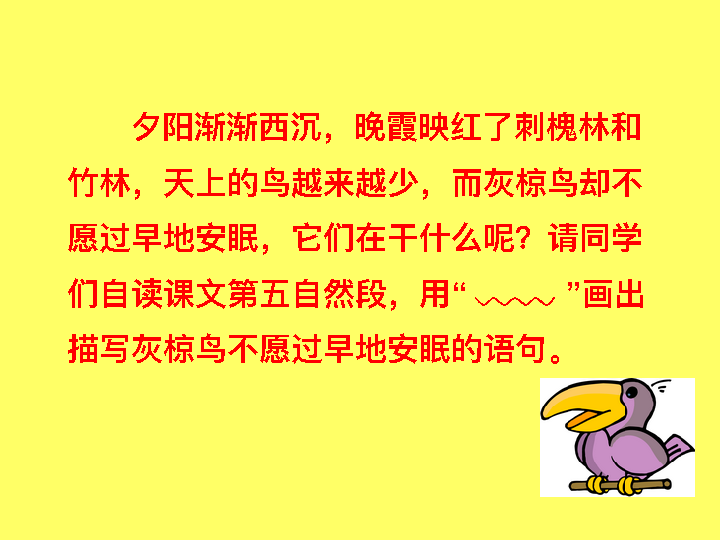 夕阳渐渐西沉，晚霞映红了刺槐林和
竹林，天上的鸟越来越少，而灰椋鸟却不
愿过早地安眠，它们在干什么呢？请同学
们自读课文第五自然段，用“﹏﹏”画出
描写灰椋鸟不愿过早地安眠的语句。